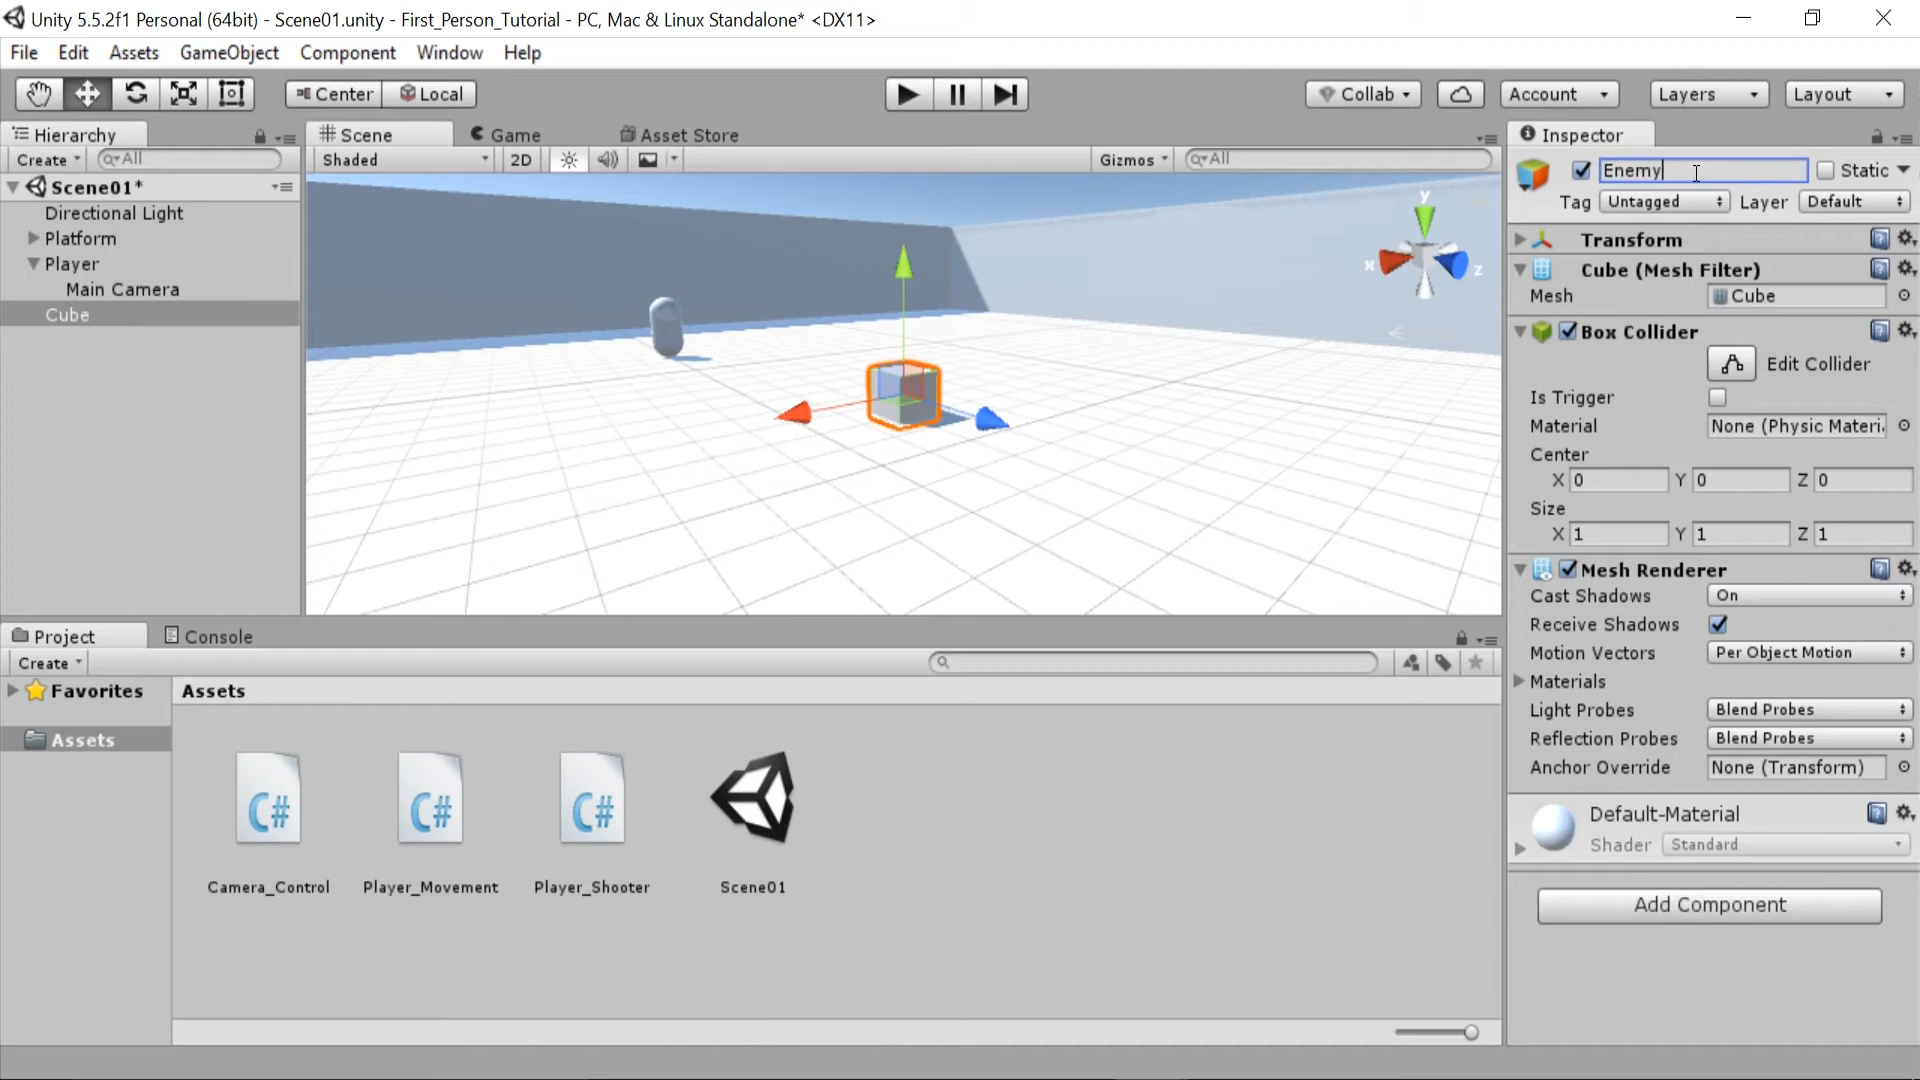 Unity 5.5.2f1 Personal (64bit) - Scene01.unity - First_Person_Tutorial - PC, Mac & Linux Standalone* <DX11>
File Edit Assets GameObject Component Window Help
Center Local Collab Account Layers Layout
Hierarchy
Create All
Scene01*
Directional Light
Platform
Player
Main Camera
Cube
Scene Game Asset Store
Shaded 2D Gizmos All
y
x
z
Inspector
Enemy Static
Tag Untagged Layer Default
Transform
Cube (Mesh Filter)
Mesh Cube
Box Collider
Edit Collider
Is Trigger
Material None (Physic Materi
Center
X 0 Y 0 Z 0
Size
X 1 Y 1 Z 1
Mesh Renderer
Cast Shadows On
Receive Shadows
Motion Vectors Per Object Motion
Materials
Light Probes Blend Probes
Reflection Probes Blend Probes
Anchor Override None (Transform)
Default-Material
Shader Standard
Add Component
Project Console
Create
Favorites
Assets
Assets
C# C# C#
Camera_Control Player_Movement Player_Shooter Scene01